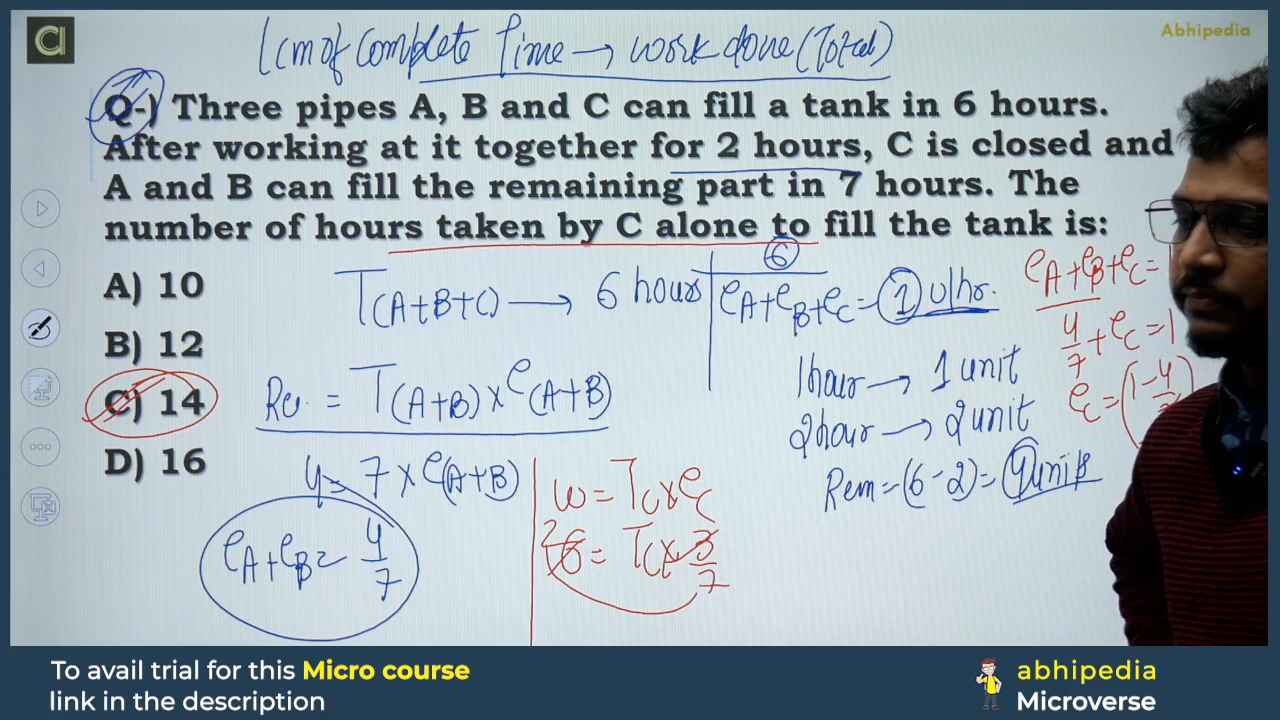 CI
Abhipedia
Lcm of Complete Time → work done (Total)
Q-) Three pipes A, B and C can fill a tank in 6 hours.
After working at it together for 2 hours, C is closed and
A and B can fill the remaining part in 7 hours. The
number of hours taken by C alone to fill the tank is:
A) 10
B) 12
C) 14
D) 16
T(A+B+C) → 6 hours
6
eA+eB+eC = 1 u/hr.
1 hour → 1 unit
2 hour → 2 unit
Rem = (6-2) = 4 units
Re. = T(A+B) × e(A+B)
4 = 7 × e(A+B)
eA+eB = 4/7
eA+eB+eC = 1
4/7 + eC = 1
eC = (1-4/
w = TC × eC
2 6 = TC × 3/7
To avail trial for this Micro course
link in the description
abhipedia
Microverse